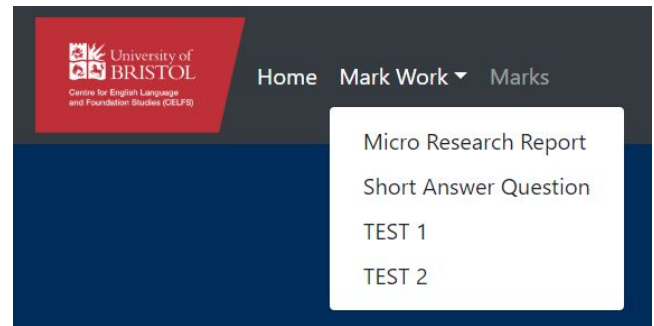 University of
BRISTOL
Centre for English Language
and Foundation Studies (CELFS)
Home Mark Work Marks
Micro Research Report
Short Answer Question
TEST 1
TEST 2